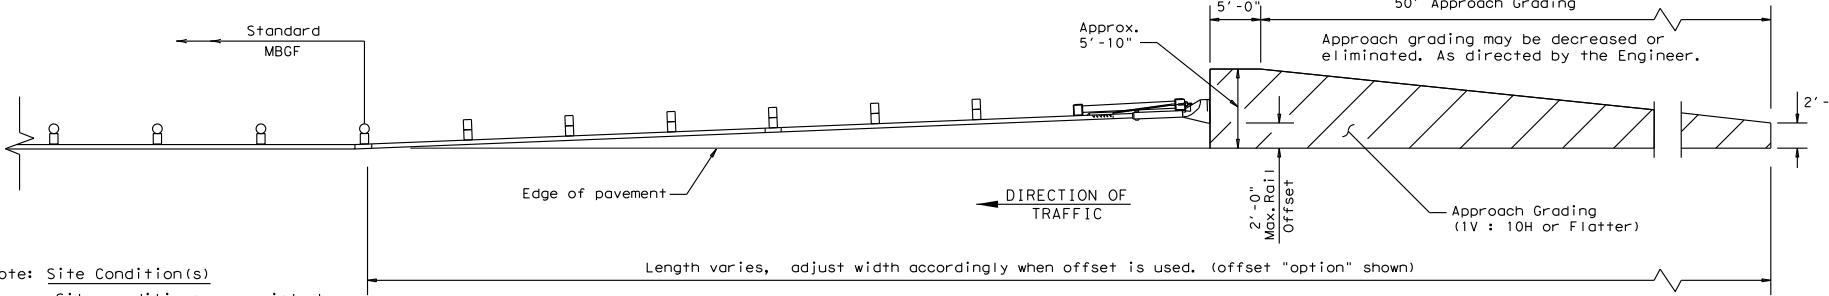 5'-0"
50' Approach Grading
Standard
MBGF
Approx.
5'-10"
Approach grading may be decreased or
eliminated. As directed by the Engineer.
2'-
Edge of pavement
DIRECTION OF
TRAFFIC
2'-0"
Max. Rail
Offset
Approach Grading
(1V : 10H or Flatter)
Length varies, adjust width accordingly when offset is used. (offset "option" shown)
ote: Site Condition(s)